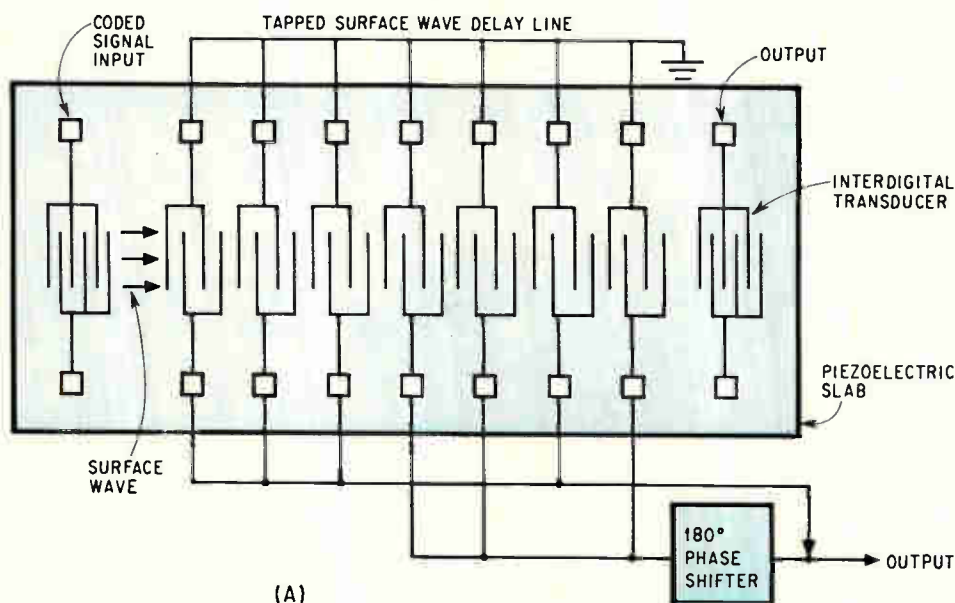 TAPPED SURFACE WAVE DELAY LINE
CODED
SIGNAL
INPUT
OUTPUT
INTERDIGITAL
TRANSDUCER
PIEZOELECTRIC
SLAB
SURFACE
WAVE
180°
PHASE
SHIFTER
OUTPUT
(A)